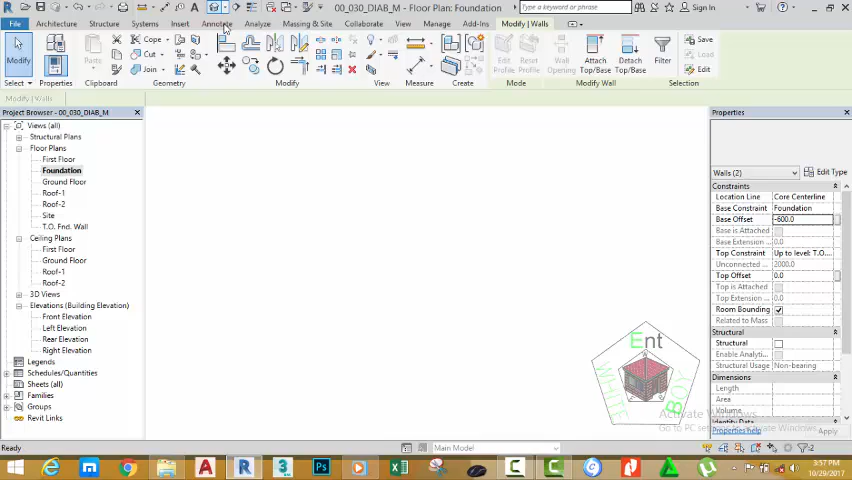 00_030_DIAB_M - Floor Plan: Foundation
Type a keyword or phrase
Sign In
File
Architecture
Structure
Systems
Insert
Annotate
Analyze
Massing & Site
Collaborate
View
Manage
Add-Ins
Modify | Walls
Modify
Properties
Paste
Cope
Cut
Join
Edit Profile
Reset Profile
Wall Opening
Attach Top/Base
Detach Top/Base
Filter
Save
Load
Edit
Select
Properties
Clipboard
Geometry
Modify
View
Measure
Create
Mode
Modify Wall
Selection
Modify | Walls
Project Browser - 00_030_DIAB_M
Views (all)
Structural Plans
Floor Plans
First Floor
Foundation
Ground Floor
Roof-1
Roof-2
Site
T.O. Fnd. Wall
Ceiling Plans
First Floor
Ground Floor
Roof-1
Roof-2
3D Views
Elevations (Building Elevation)
Front Elevation
Left Elevation
Rear Elevation
Right Elevation
Legends
Schedules/Quantities
Sheets (all)
Families
Groups
Revit Links
Properties
Walls (2)
Edit Type
Constraints
Location Line Core Centerline
Base Constraint Foundation
Base Offset -600.0
Base is Attached
Base Extension ... 0.0
Top Constraint Up to level: T.O....
Unconnected ... 2000.0
Top Offset 0.0
Top is Attached
Top Extension ... 0.0
Room Bounding
Related to Mass
Structural
Structural
Enable Analyti...
Structural Usage Non-bearing
Dimensions
Length
Area
Volume
Identity Data
Properties help
Apply
Ent
WHITE
BOY
Activate Windows
Go to PC settings to activate Windows.
Ready
Main Model
:2
3:57 PM
10/29/2017